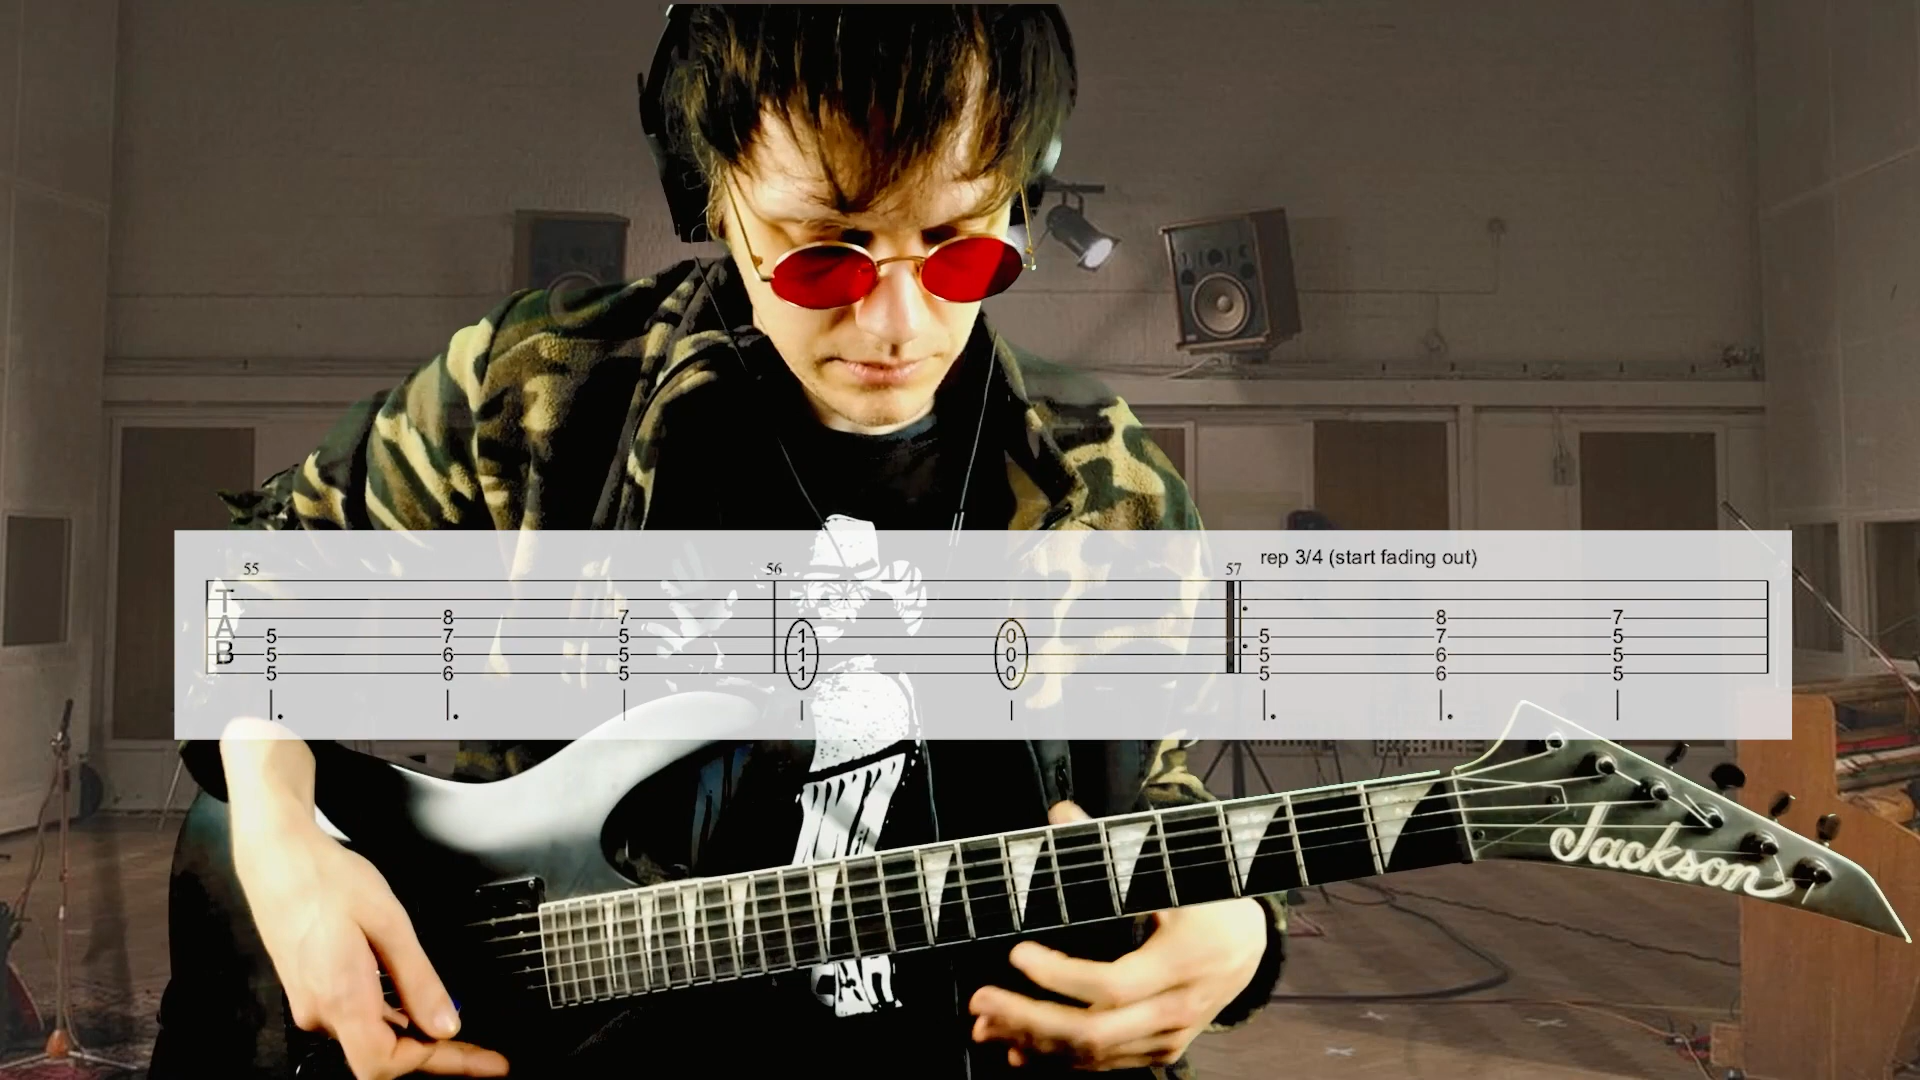 55 56 57 rep 3/4 (start fading out)
T
8 7 8 7
A
5 7 5 1 0 5 7 5
B 5 6 5 1 0 5 6 5
5 6 5 1 0 5 6 5
Jackson